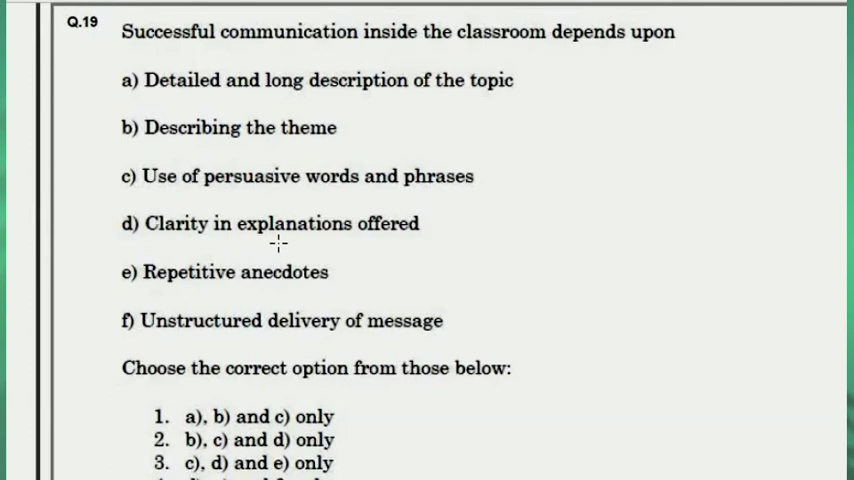 Q.19 Successful communication inside the classroom depends upon
a) Detailed and long description of the topic
b) Describing the theme
c) Use of persuasive words and phrases
d) Clarity in explanations offered
e) Repetitive anecdotes
f) Unstructured delivery of message
Choose the correct option from those below:
1. a), b) and c) only
2. b), c) and d) only
3. c), d) and e) only